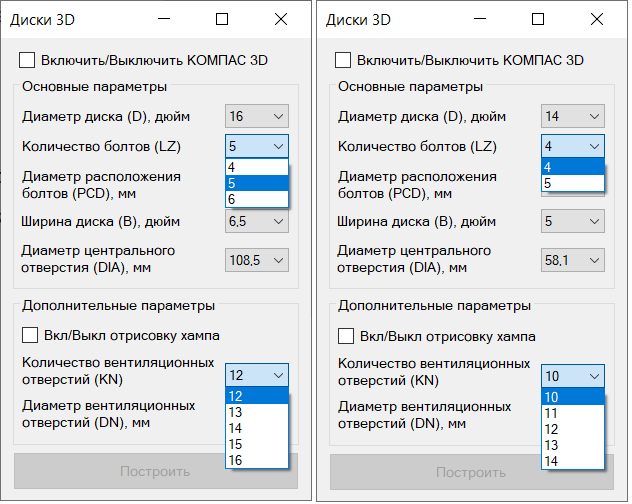 Диски 3D
Включить/Выключить КОМПАС 3D
Основные параметры
Диаметр диска (D), дюйм
16
Количество болтов (LZ)
5
4
5
6
Диаметр расположения
болтов (PCD), мм
Ширина диска (B), дюйм
6,5
Диаметр центрального
отверстия (DIA), мм
108,5
Дополнительные параметры
Вкл/Выкл отрисовку хампа
Количество вентиляционных
отверстий (KN)
12
12
13
14
15
16
Диаметр вентиляционных
отверстий (DN), мм
Построить
Диски 3D
Включить/Выключить КОМПАС 3D
Основные параметры
Диаметр диска (D), дюйм
14
Количество болтов (LZ)
4
4
5
Диаметр расположения
болтов (PCD), мм
Ширина диска (B), дюйм
5
Диаметр центрального
отверстия (DIA), мм
58,1
Дополнительные параметры
Вкл/Выкл отрисовку хампа
Количество вентиляционных
отверстий (KN)
10
10
11
12
13
14
Диаметр вентиляционных
отверстий (DN), мм
Построить